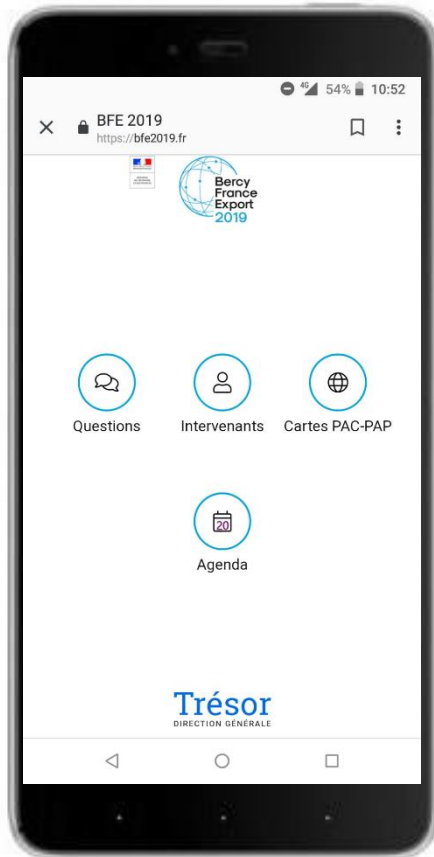 4G 54% 10:52
BFE 2019
https://bfe2019.fr
Bercy
France
Export
2019
Questions
Intervenants
Cartes PAC-PAP
20
Agenda
Trésor
DIRECTION GÉNÉRALE